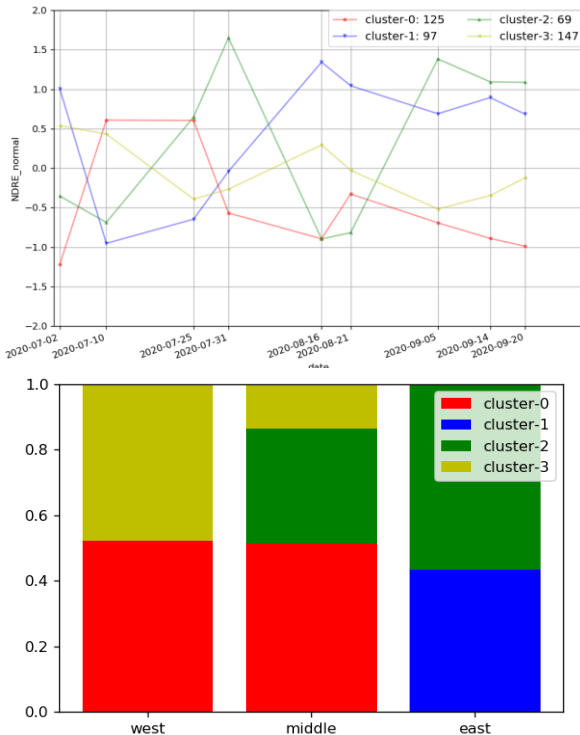 2.0
1.5
1.0
0.5
0.0
−0.5
−1.0
−1.5
−2.0
NDRE_normal
cluster-0: 125
cluster-1: 97
cluster-2: 69
cluster-3: 147
2020-07-02
2020-07-10
2020-07-25
2020-07-31
2020-08-16
2020-08-21
2020-09-05
2020-09-14
2020-09-20
date
1.0
0.8
0.6
0.4
0.2
0.0
cluster-0
cluster-1
cluster-2
cluster-3
west middle east